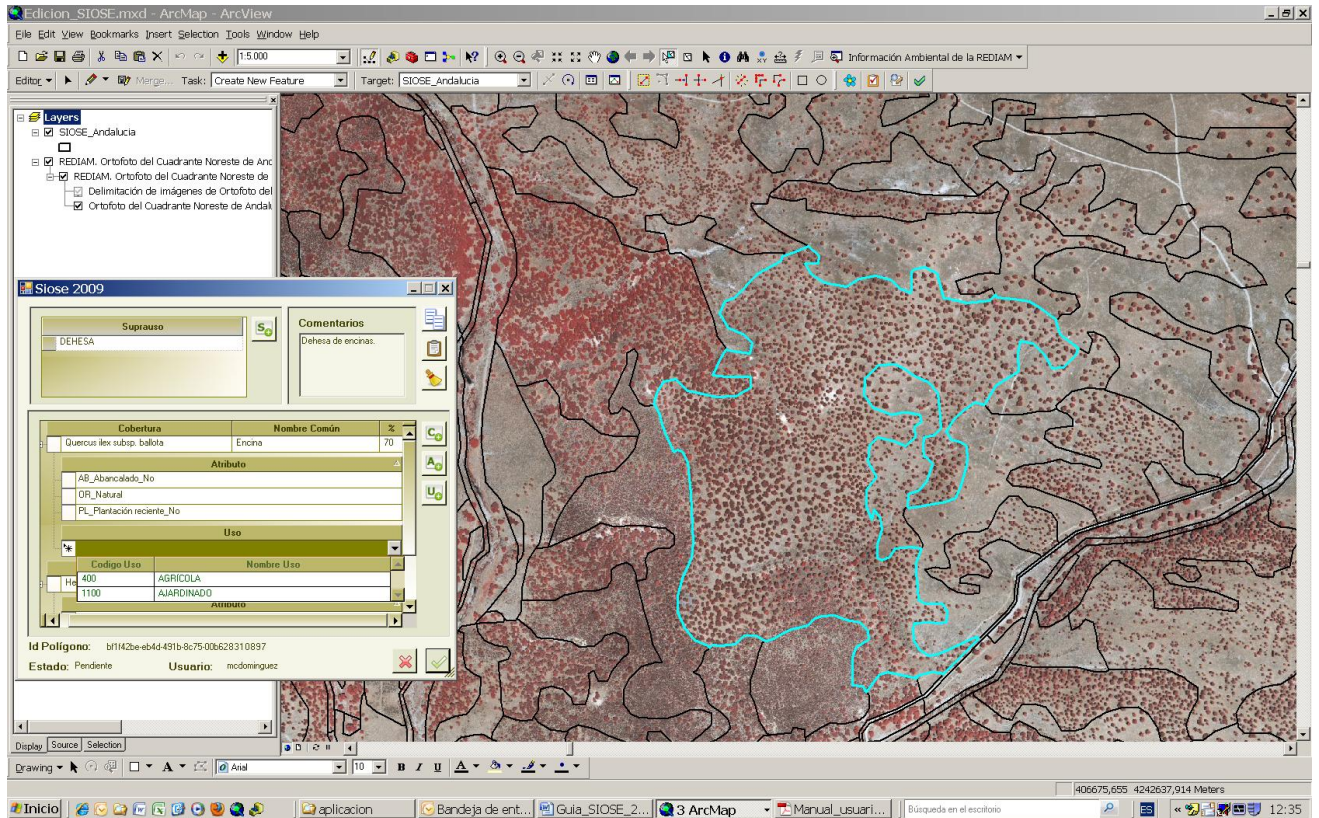 Edicion_SIOSE.mxd - ArcMap - ArcView
File Edit View Bookmarks Insert Selection Tools Window Help
1:5.000
Información Ambiental de la REDIAM
Editor Merge... Task: Create New Feature Target: SIOSE_Andalucia
Layers
SIOSE_Andalucia
REDIAM. Ortofoto del Cuadrante Noreste de And
REDIAM. Ortofoto del Cuadrante Noreste de
Delimitación de imágenes de Ortofoto del
Ortofoto del Cuadrante Noreste de Andalu
Siose 2009
Suprauso
DEHESA
Comentarios
Dehesa de encinas.
Cobertura Nombre Común %
Quercus ilex subsp. ballota Encina 70
Atributo
AB_Abancalado_No
OR_Natural
PL_Plantación reciente_No
Uso
Codigo Uso Nombre Uso
400 AGRÍCOLA
1100 AJARDINADO
He
Atributo
Id Polígono: bf1f42be-eb4d-491b-8c75-00b628310897
Estado: Pendiente Usuario: mcdominguez
Display Source Selection
Drawing A Arial 10 B I U A
406675,655 4242637,914 Meters
Inicio aplicacion Bandeja de ent... Guia_SIOSE_2... 3 ArcMap Manual_usuari... Búsqueda en el escritorio ES 12:35